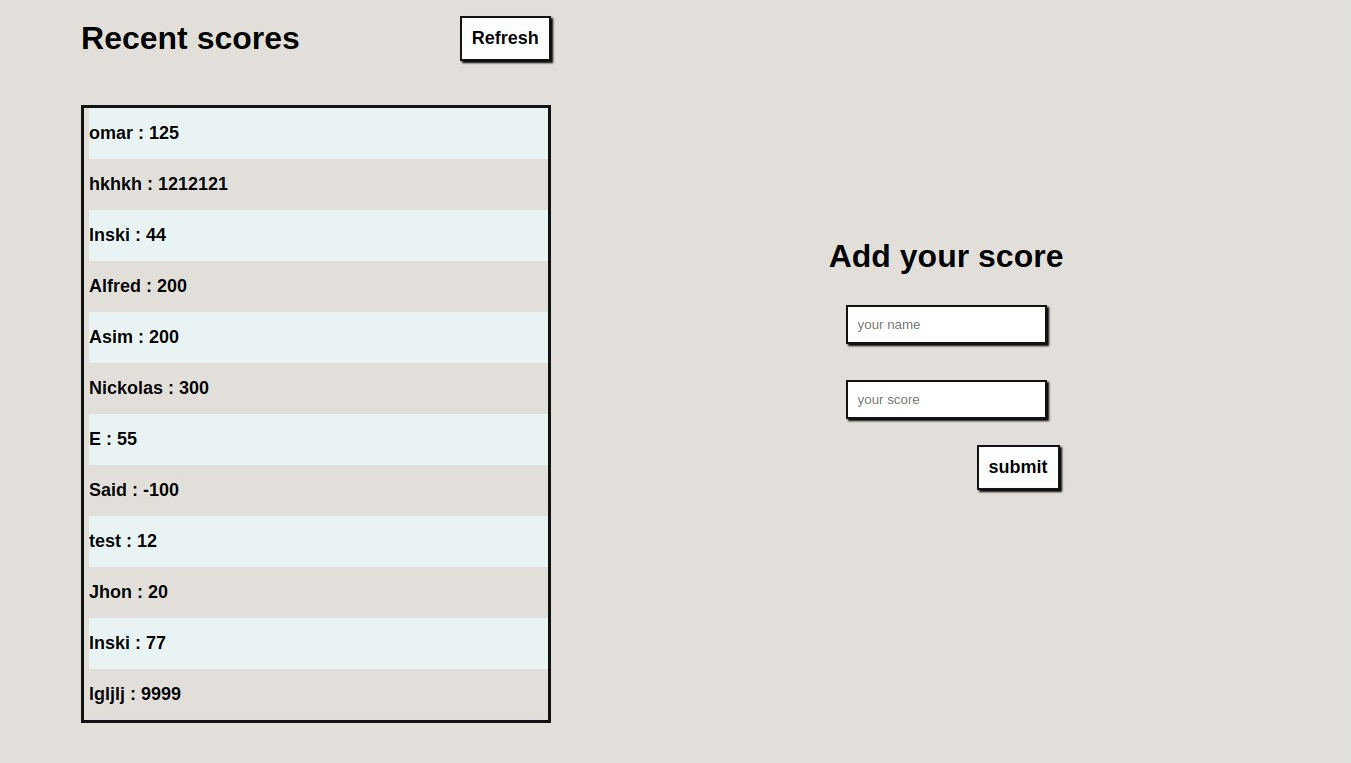 Recent scores
Refresh
omar : 125
hkhkh : 1212121
Inski : 44
Alfred : 200
Asim : 200
Nickolas : 300
E : 55
Said : -100
test : 12
Jhon : 20
Inski : 77
lgljlj : 9999
Add your score
your name
your score
submit